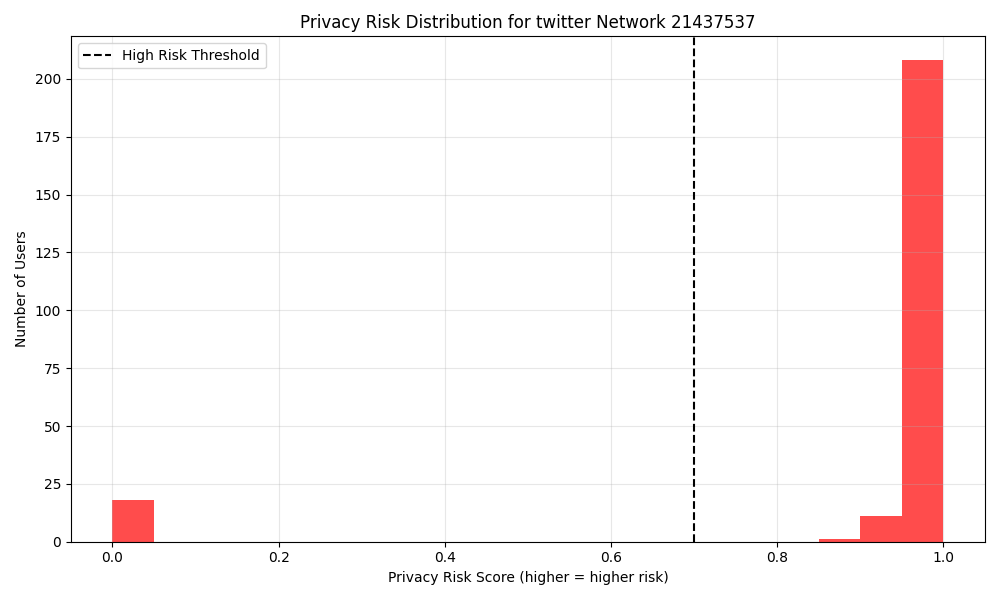 Privacy Risk Distribution for twitter Network 21437537
High Risk Threshold
Number of Users
200
175
150
125
100
75
50
25
0
0.0 0.2 0.4 0.6 0.8 1.0
Privacy Risk Score (higher = higher risk)